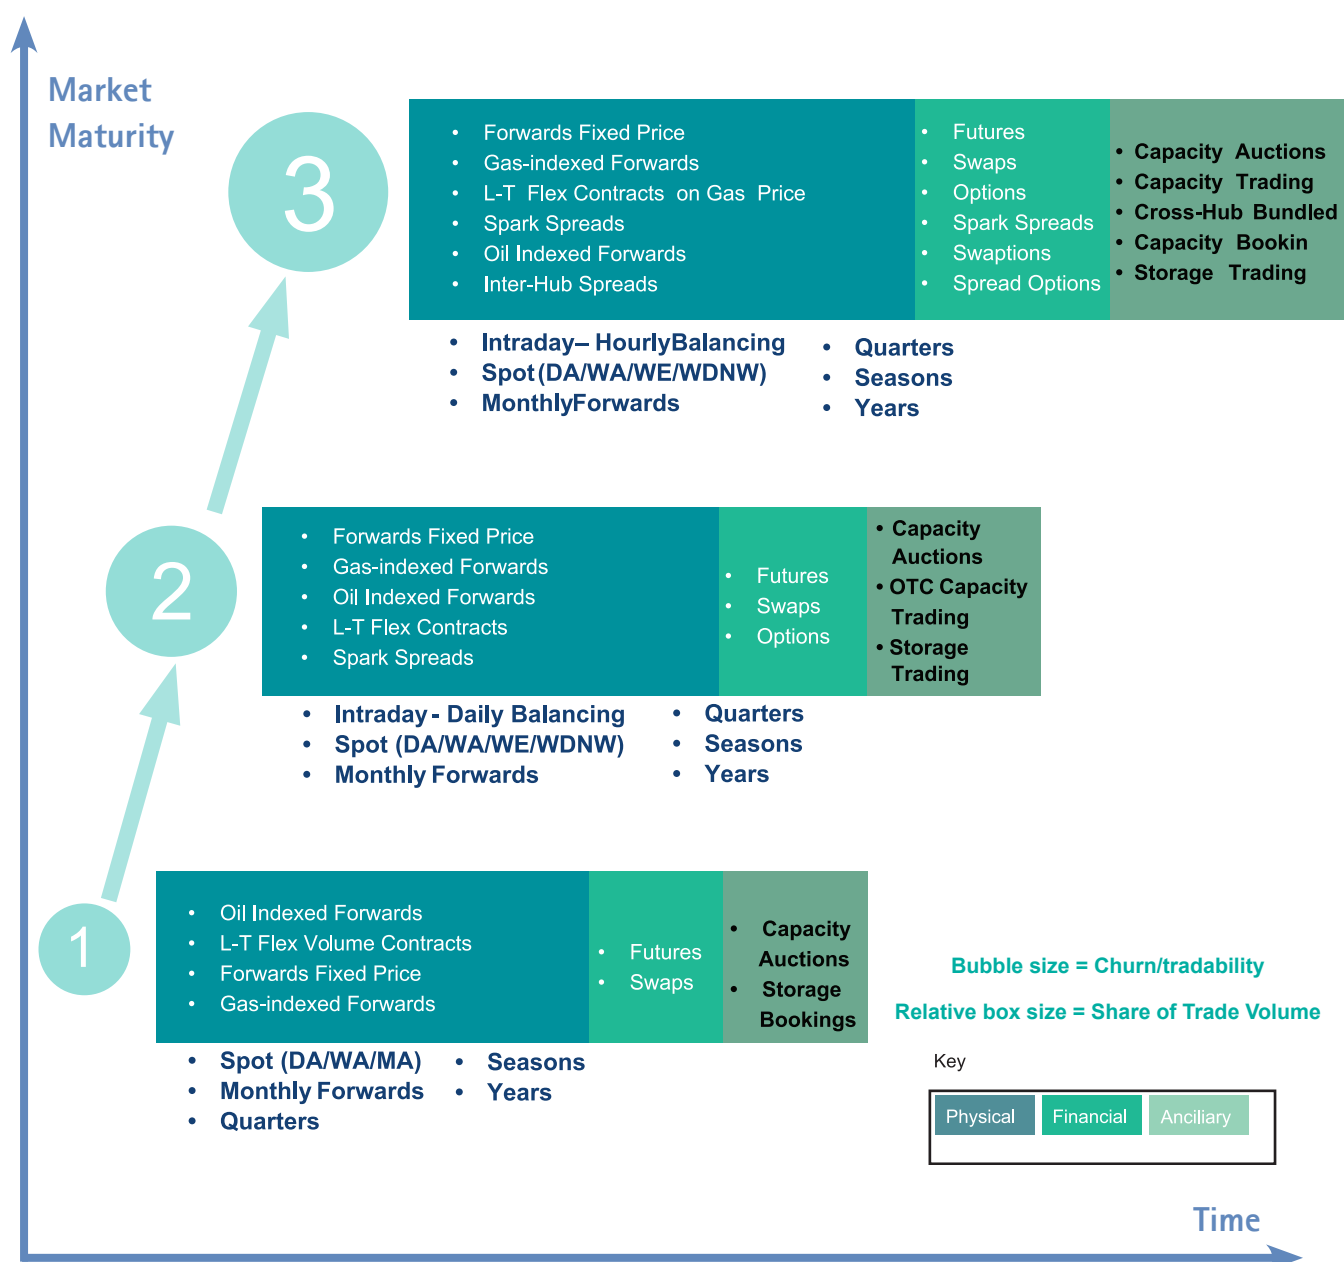 Market
Maturity
3
• Forwards Fixed Price
• Gas-indexed Forwards
• L-T Flex Contracts on Gas Price
• Spark Spreads
• Oil Indexed Forwards
• Inter-Hub Spreads
• Futures
• Swaps
• Options
• Spark Spreads
• Swaptions
• Spread Options
• Capacity Auctions
• Capacity Trading
• Cross-Hub Bundled
• Capacity Bookin
• Storage Trading
• Intraday– HourlyBalancing
• Spot (DA/WA/WE/WDNW)
• MonthlyForwards
• Quarters
• Seasons
• Years
2
• Forwards Fixed Price
• Gas-indexed Forwards
• Oil Indexed Forwards
• L-T Flex Contracts
• Spark Spreads
• Futures
• Swaps
• Options
• Capacity
Auctions
• OTC Capacity
Trading
• Storage
Trading
• Intraday - Daily Balancing
• Spot (DA/WA/WE/WDNW)
• Monthly Forwards
• Quarters
• Seasons
• Years
1
• Oil Indexed Forwards
• L-T Flex Volume Contracts
• Forwards Fixed Price
• Gas-indexed Forwards
• Futures
• Swaps
• Capacity
Auctions
• Storage
Bookings
• Spot (DA/WA/MA)
• Monthly Forwards
• Quarters
• Seasons
• Years
Bubble size = Churn/tradability
Relative box size = Share of Trade Volume
Key
Physical
Financial
Anciliary
Time